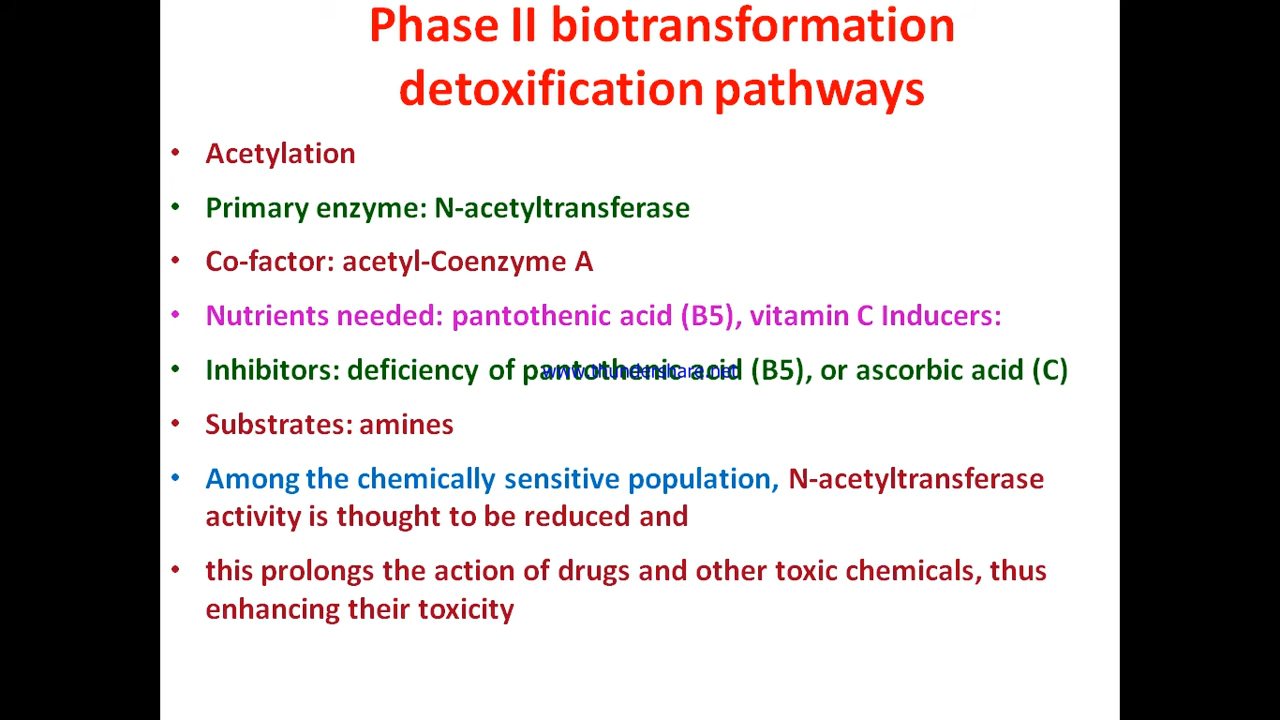 Phase II biotransformation
detoxification pathways
• Acetylation
• Primary enzyme: N-acetyltransferase
• Co-factor: acetyl-Coenzyme A
• Nutrients needed: pantothenic acid (B5), vitamin C Inducers:
• Inhibitors: deficiency of pantothenic acid (B5), or ascorbic acid (C)
www.thundershare.net
• Substrates: amines
• Among the chemically sensitive population, N-acetyltransferase
activity is thought to be reduced and
• this prolongs the action of drugs and other toxic chemicals, thus
enhancing their toxicity